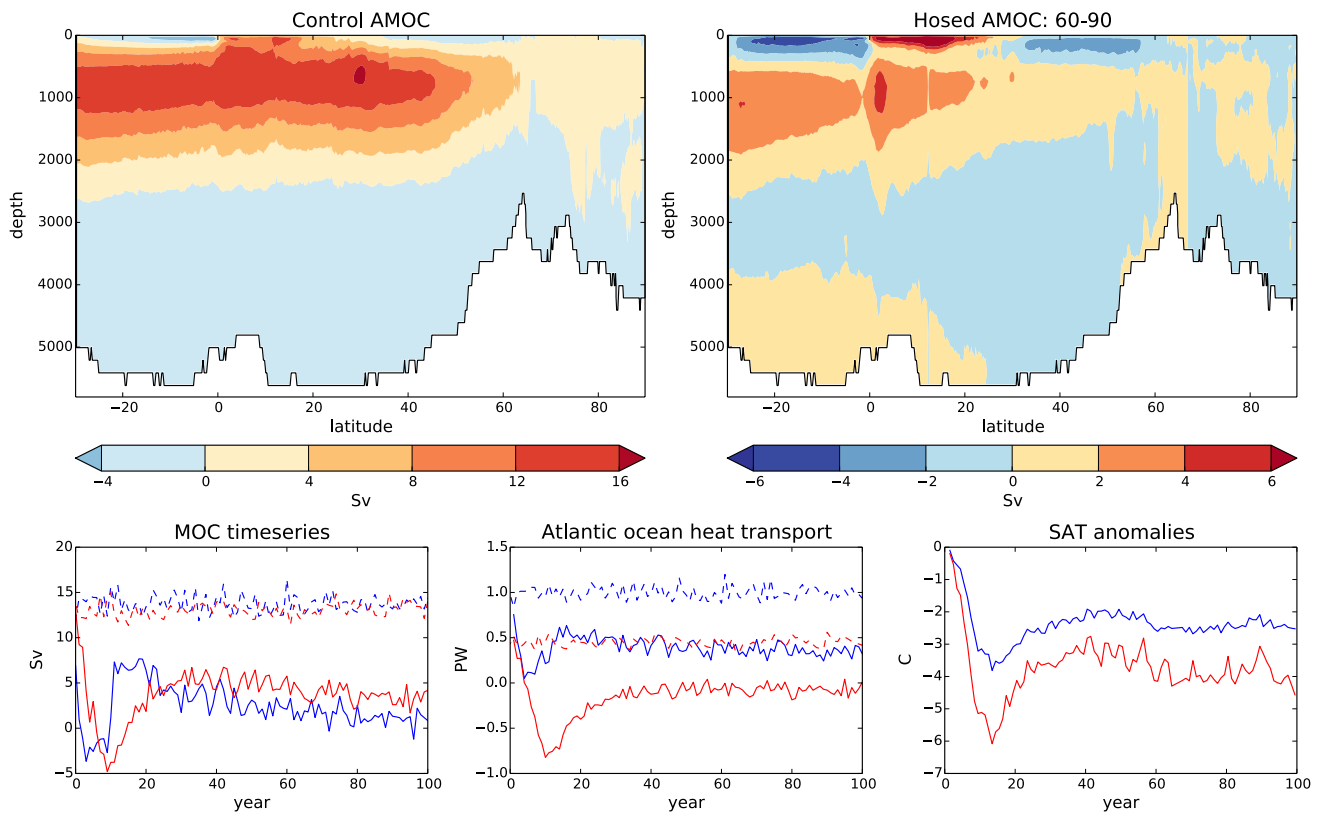 Control AMOC
0
1000
2000
3000
4000
5000
depth
−20 0 20 40 60 80
latitude
−4 0 4 8 12 16
Sv
Hosed AMOC: 60-90
0
1000
2000
3000
4000
5000
depth
−20 0 20 40 60 80
latitude
−6 −4 −2 0 2 4 6
Sv
MOC timeseries
20
15
10
5
0
−5
Sv
0 20 40 60 80 100
year
Atlantic ocean heat transport
1.5
1.0
0.5
0.0
−0.5
−1.0
PW
0 20 40 60 80 100
year
SAT anomalies
0
−1
−2
−3
−4
−5
−6
−7
C
0 20 40 60 80 100
year